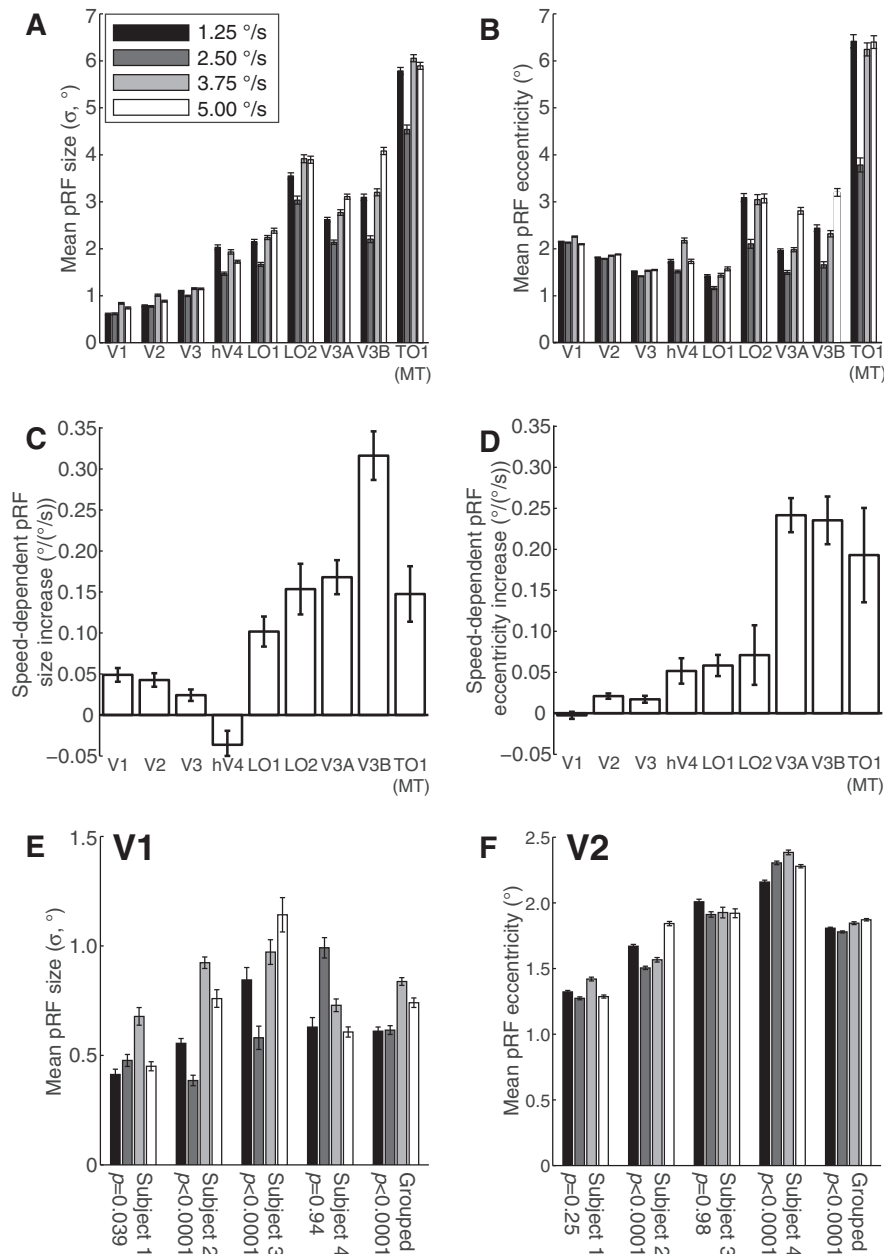 A
1.25 °/s
2.50 °/s
3.75 °/s
5.00 °/s
Mean pRF size (σ, °)
7
6
5
4
3
2
1
0
V1 V2 V3 hV4 LO1 LO2 V3A V3B TO1
(MT)
B
Mean pRF eccentricity (°)
7
6
5
4
3
2
1
0
V1 V2 V3 hV4 LO1 LO2 V3A V3B TO1
(MT)
C
Speed-dependent pRF
size increase (°/(°/s))
0.35
0.30
0.25
0.20
0.15
0.10
0.05
0
−0.05
V1 V2 V3 hV4 LO1 LO2 V3A V3B TO1
(MT)
D
Speed-dependent pRF
eccentricity increase (°/(°/s))
0.35
0.30
0.25
0.20
0.15
0.10
0.05
0
−0.05
V1 V2 V3 hV4 LO1 LO2 V3A V3B TO1
(MT)
E
V1
Mean pRF size (σ, °)
1.5
1.0
0.5
0
Subject 1
p=0.039
Subject 2
p<0.0001
Subject 3
p<0.0001
Subject 4
p=0.94
Grouped
p<0.0001
F
V2
Mean pRF eccentricity (°)
2.5
2.0
1.5
1.0
0.5
0
Subject 1
p=0.25
Subject 2
p<0.0001
Subject 3
p=0.98
Subject 4
p<0.0001
Grouped
p<0.0001